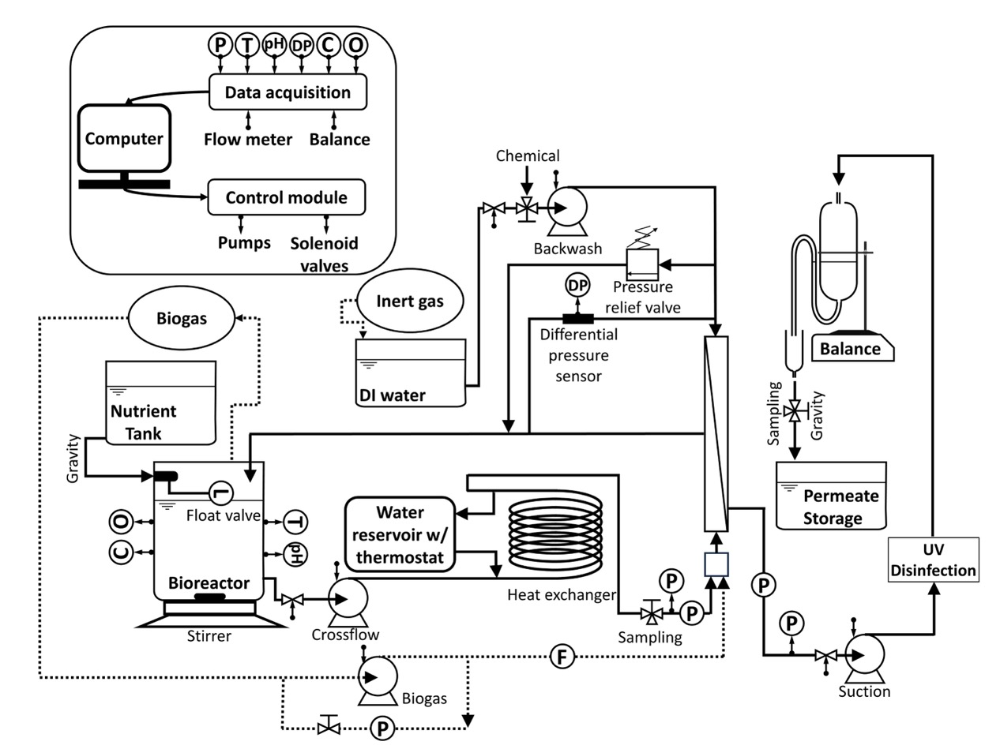 P T pH DP C O
Data acquisition
Computer
Flow meter Balance
Control module
Pumps
Solenoid
valves
Chemical
Backwash
Pressure
relief valve
DP
Differential
pressure
sensor
Inert gas
DI water
Biogas
Nutrient
Tank
Gravity
L
Float valve
O
C
T
pH
Bioreactor
Stirrer
Water
reservoir w/
thermostat
Heat exchanger
Crossflow
Sampling
P
P
F
Biogas
P
P
P
Suction
UV
Disinfection
Balance
Sampling
Gravity
Permeate
Storage